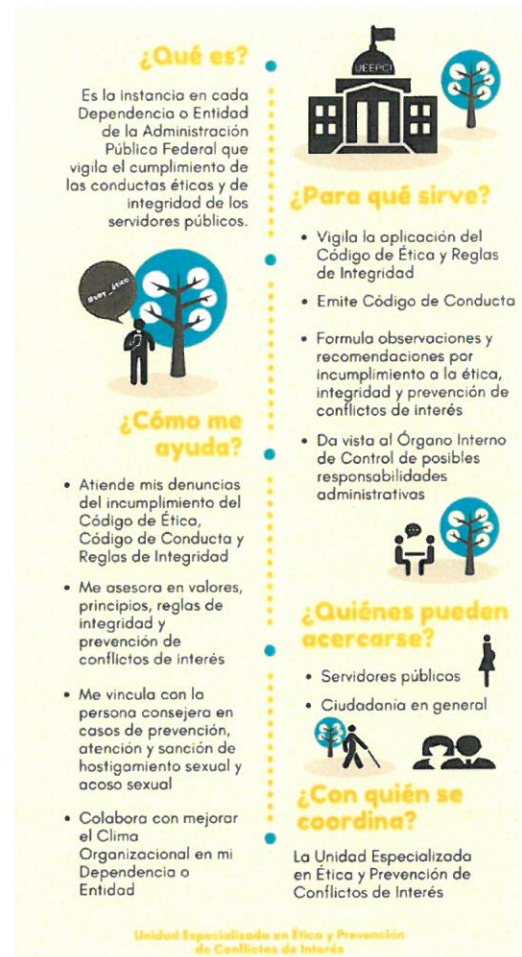 ¿Qué es?
Es la instancia en cada
Dependencia o Entidad
de la Administración
Pública Federal que
vigila el cumplimiento de
las conductas éticas y de
integridad de los
servidores públicos.
UEEPCI
¿Para qué sirve?
• Vigila la aplicación del
Código de Ética y Reglas
de Integridad
• Emite Código de Conducta
• Formula observaciones y
recomendaciones por
incumplimiento a la ética,
integridad y prevención de
conflictos de interés
• Da vista al Órgano Interno
de Control de posibles
responsabilidades
administrativas
#soy_ético
¿Cómo me
ayuda?
• Atiende mis denuncias
del incumplimiento del
Código de Ética,
Código de Conducta y
Reglas de Integridad
• Me asesora en valores,
principios, reglas de
integridad y
prevención de
conflictos de interés
• Me vincula con la
persona consejera en
casos de prevención,
atención y sanción de
hostigamiento sexual y
acoso sexual
• Colabora con mejorar
el Clima
Organizacional en mi
Dependencia o
Entidad
¿Quiénes pueden
acercarse?
• Servidores públicos
• Ciudadanía en general
¿Con quién se
coordina?
La Unidad Especializada
en Ética y Prevención de
Conflictos de Interés
Unidad Especializada en Ética y Prevención
de Conflictos de Interés